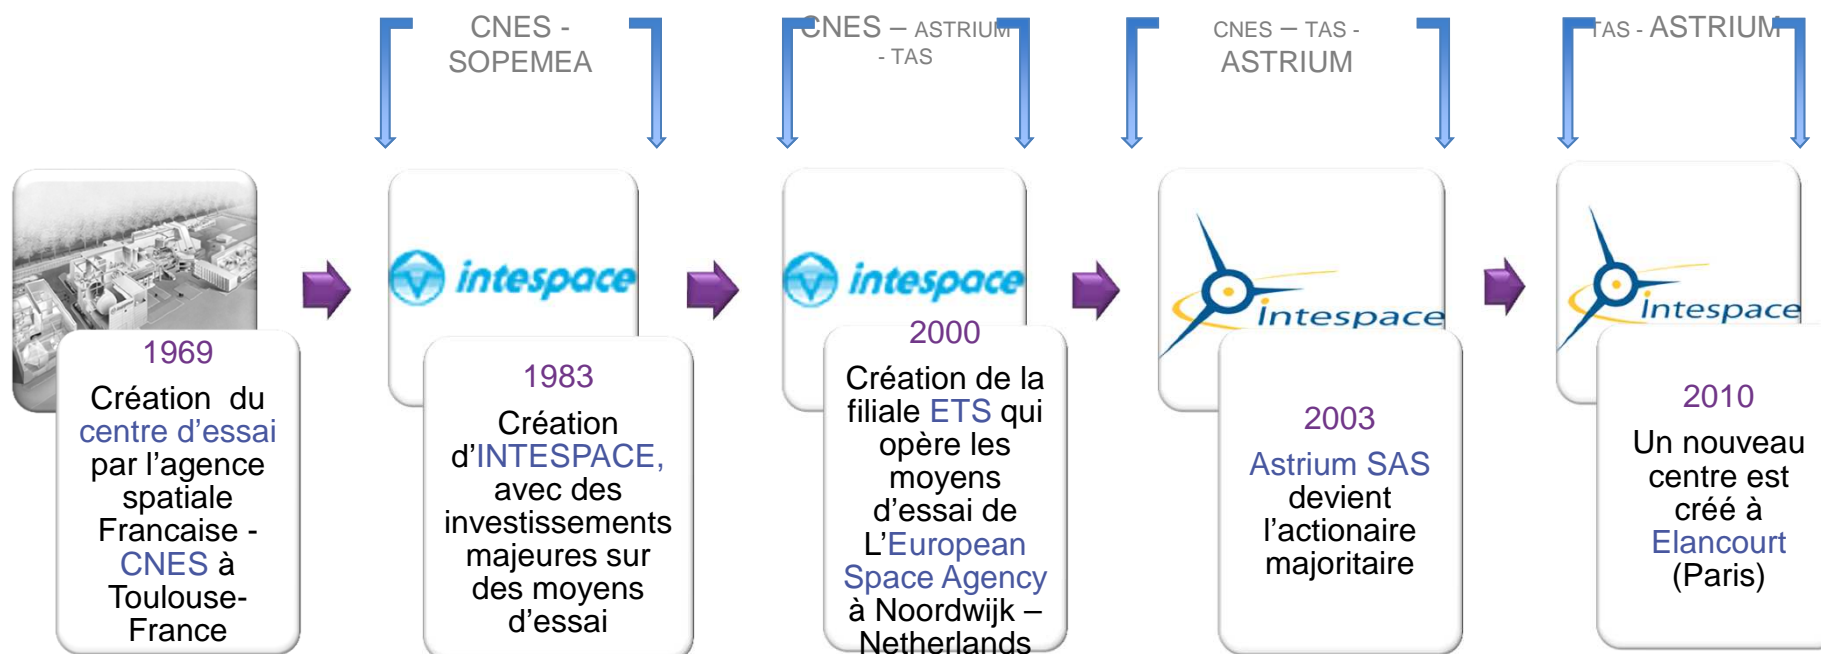 CNES -
SOPEMEA
CNES – ASTRIUM
- TAS
CNES – TAS -
ASTRIUM
TAS - ASTRIUM
intespace
intespace
intespace
intespace
1969
Création du
centre d'essai
par l'agence
spatiale
Francaise -
CNES à
Toulouse-
France
1983
Création
d'INTESPACE,
avec des
investissements
majeures sur
des moyens
d'essai
2000
Création de la
filiale ETS qui
opère les
moyens
d'essai de
L'European
Space Agency
à Noordwijk –
Netherlands
2003
Astrium SAS
devient
l'actionaire
majoritaire
2010
Un nouveau
centre est
créé à
Elancourt
(Paris)